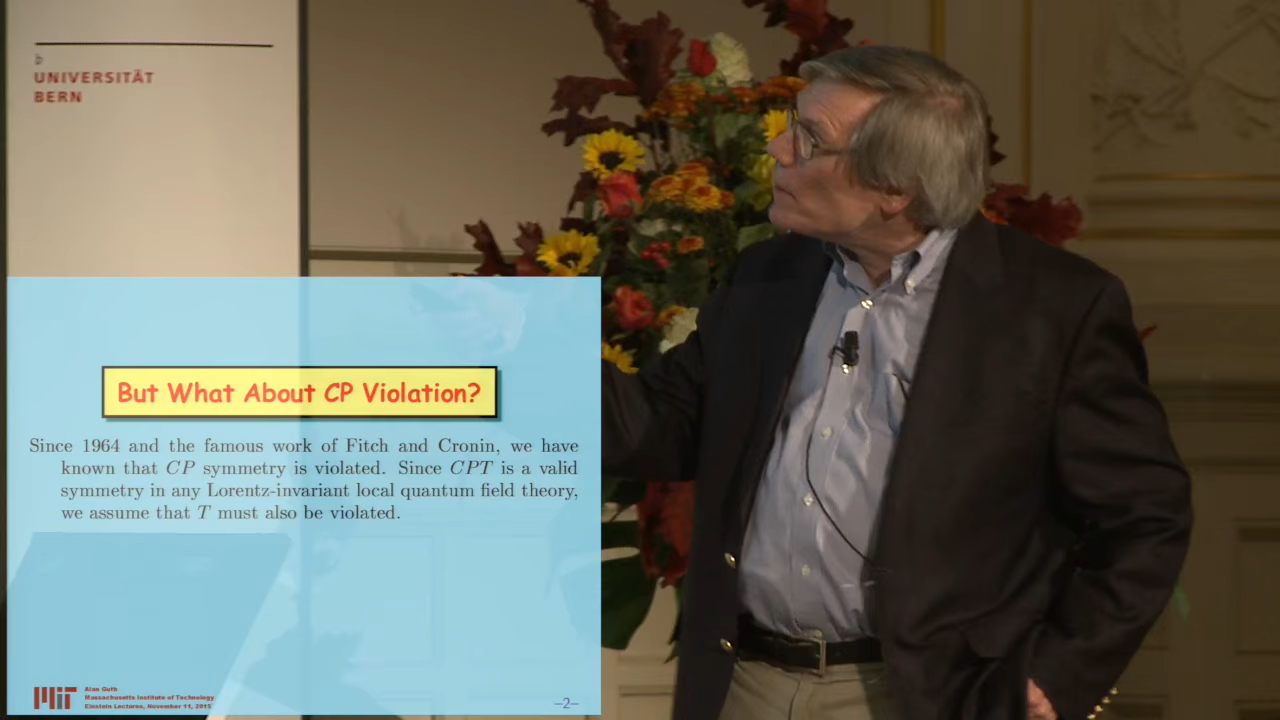 b
UNIVERSITÄT
BERN
But What About CP Violation?
Since 1964 and the famous work of Fitch and Cronin, we have
known that CP symmetry is violated. Since CPT is a valid
symmetry in any Lorentz-invariant local quantum field theory,
we assume that T must also be violated.
MIT
Alan Guth
Massachusetts Institute of Technology
Einstein Lectures, November 11, 2015
–2–